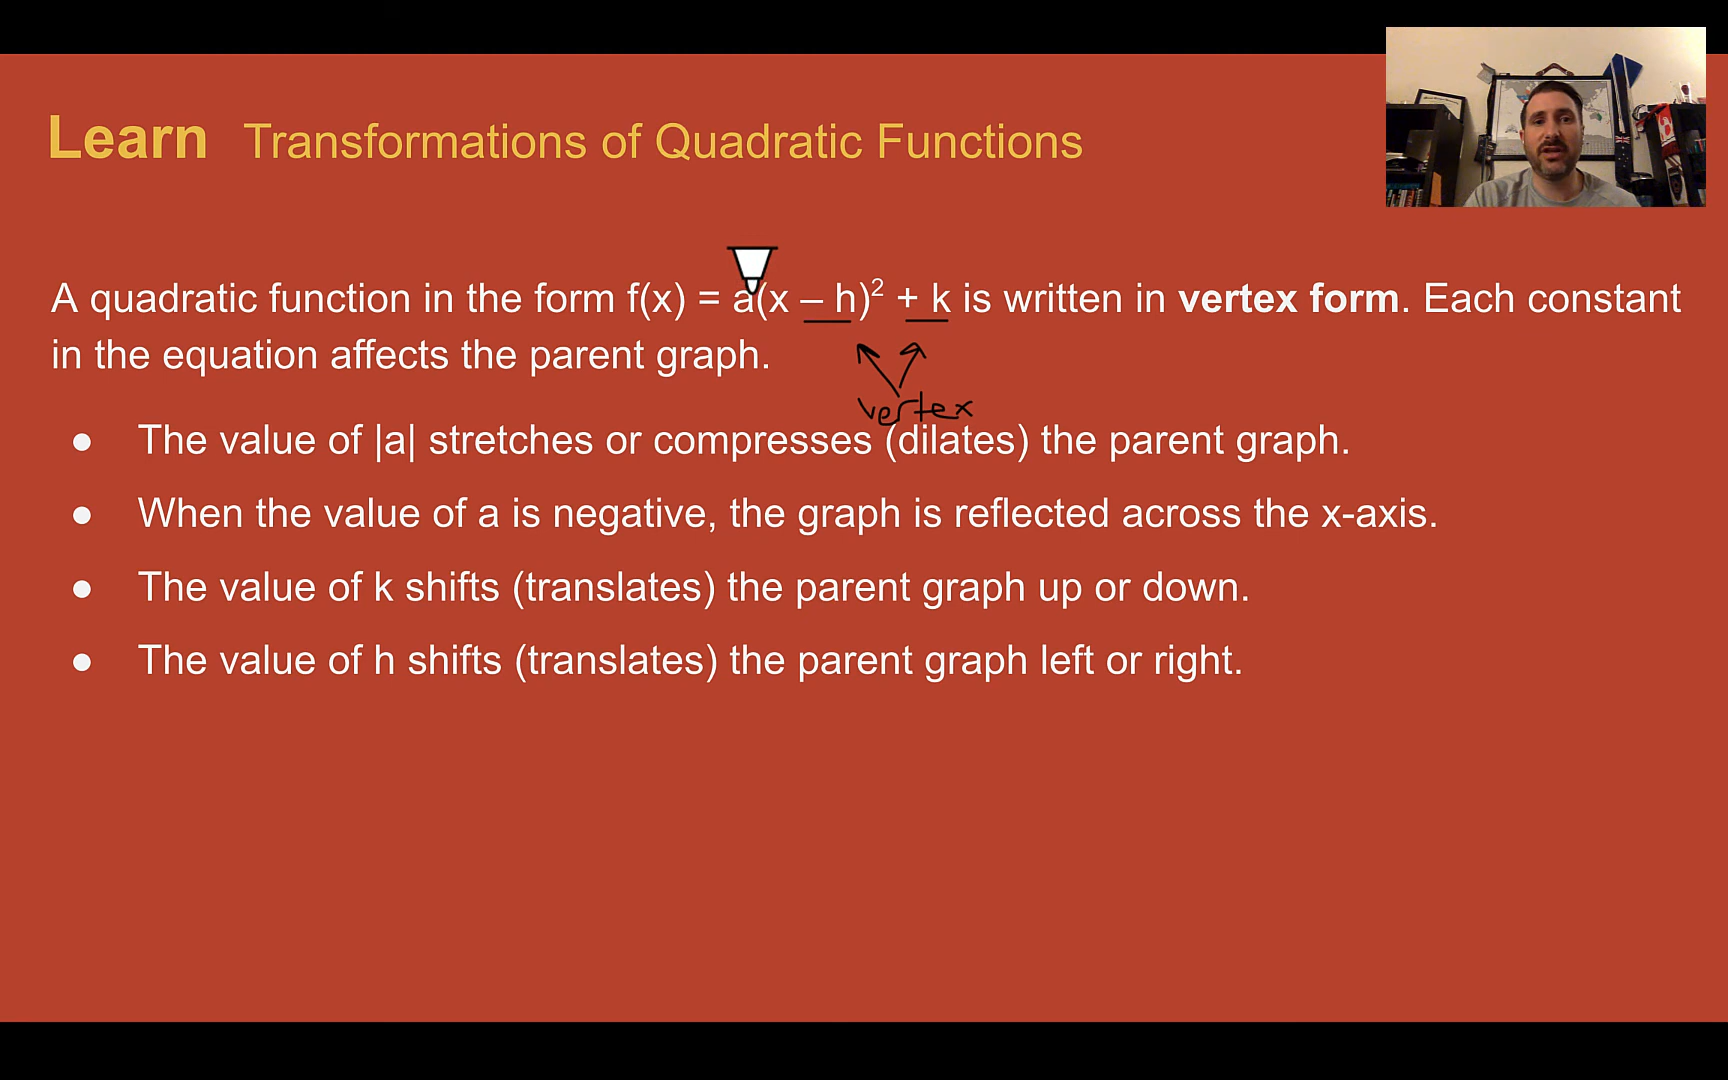 Learn Transformations of Quadratic Functions
A quadratic function in the form f(x) = a(x – h)² + k is written in vertex form. Each constant
in the equation affects the parent graph.
vertex
● The value of |a| stretches or compresses (dilates) the parent graph.
● When the value of a is negative, the graph is reflected across the x-axis.
● The value of k shifts (translates) the parent graph up or down.
● The value of h shifts (translates) the parent graph left or right.